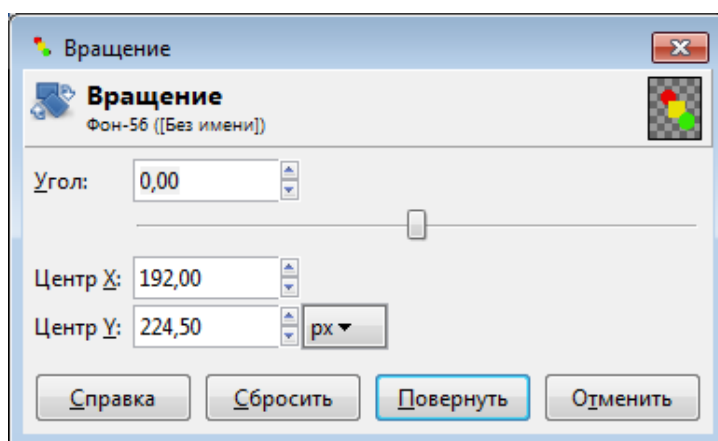 Вращение
Вращение
Фон-56 ([Без имени])
Угол: 0,00
Центр X: 192,00
Центр Y: 224,50 px
Справка Сбросить Повернуть Отменить